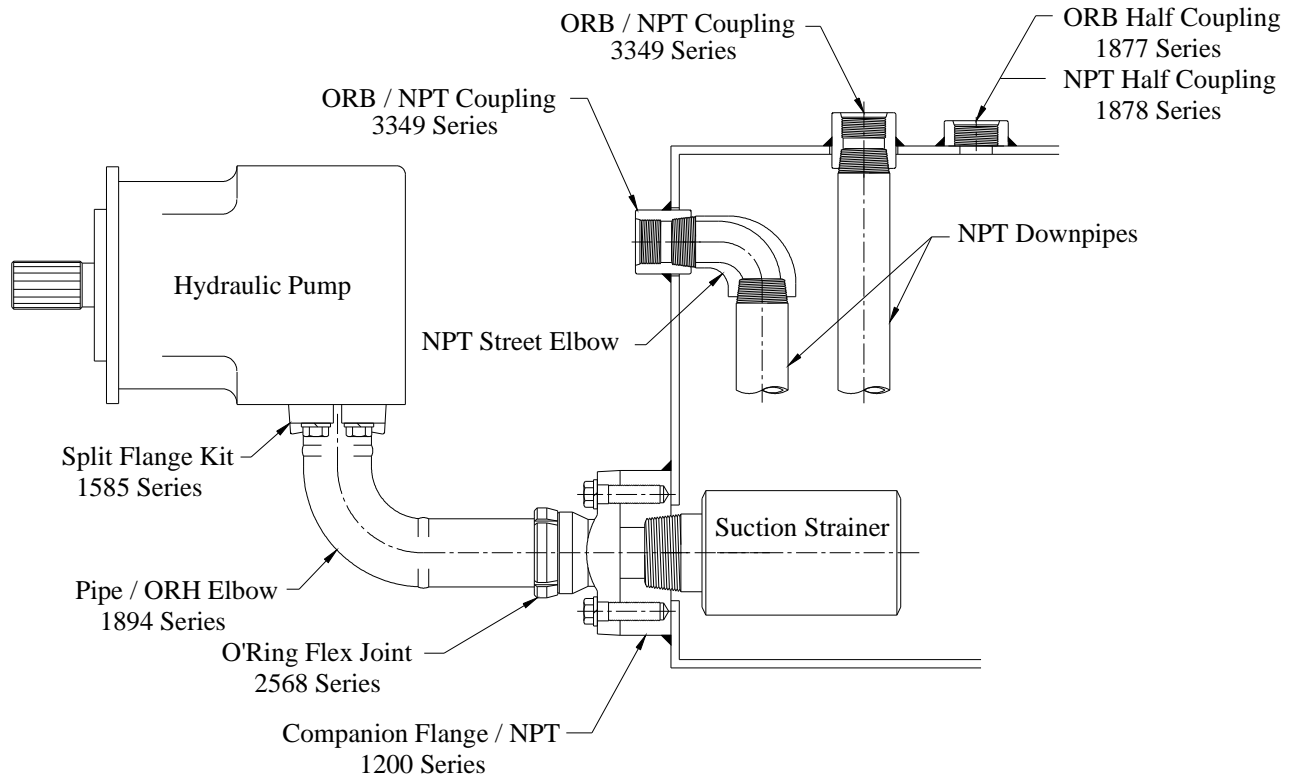 ORB / NPT Coupling
3349 Series
ORB Half Coupling
1877 Series
NPT Half Coupling
1878 Series
ORB / NPT Coupling
3349 Series
NPT Downpipes
Hydraulic Pump
NPT Street Elbow
Split Flange Kit
1585 Series
Suction Strainer
Pipe / ORH Elbow
1894 Series
O'Ring Flex Joint
2568 Series
Companion Flange / NPT
1200 Series